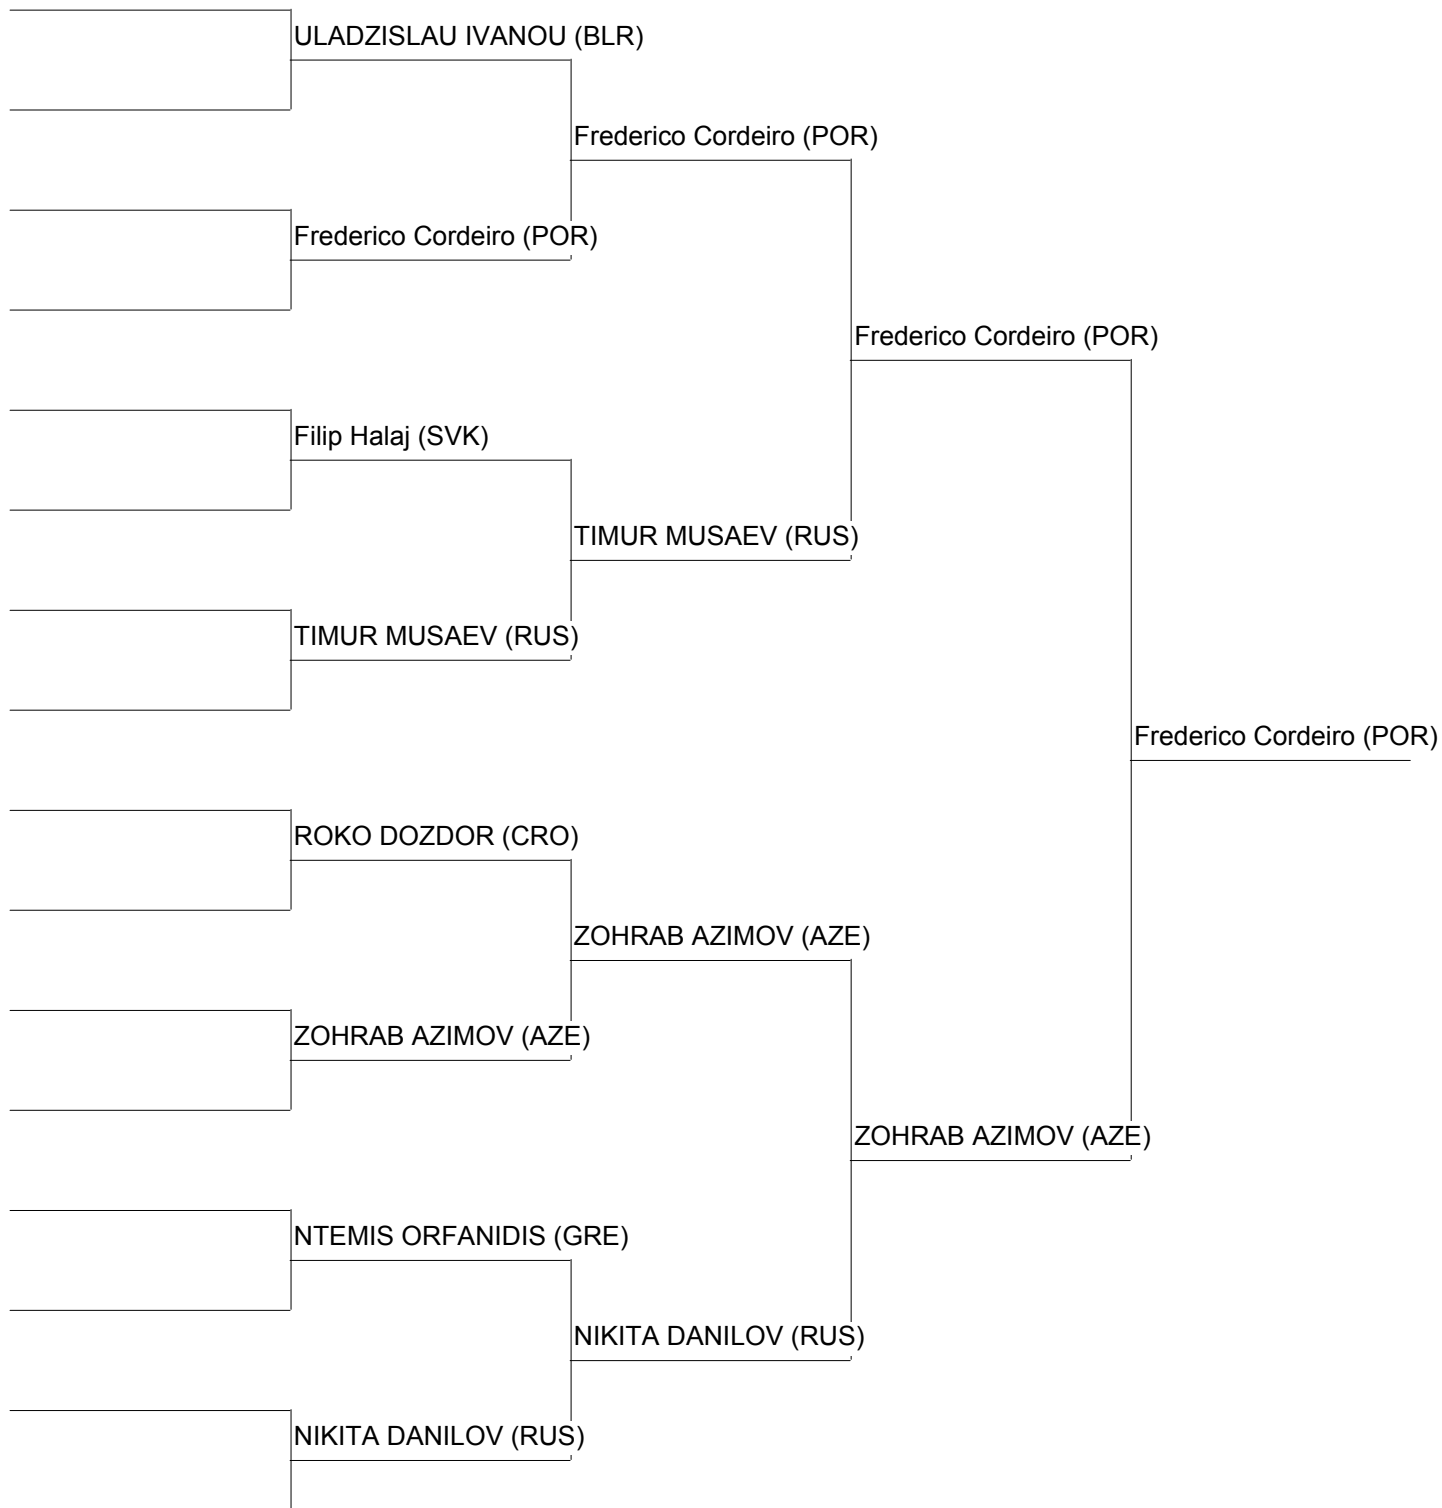 ULADZISLAU IVANOU (BLR)
Frederico Cordeiro (POR)
Frederico Cordeiro (POR)
Frederico Cordeiro (POR)
Filip Halaj (SVK)
TIMUR MUSAEV (RUS)
TIMUR MUSAEV (RUS)
Frederico Cordeiro (POR)
ROKO DOZDOR (CRO)
ZOHRAB AZIMOV (AZE)
ZOHRAB AZIMOV (AZE)
ZOHRAB AZIMOV (AZE)
NTEMIS ORFANIDIS (GRE)
NIKITA DANILOV (RUS)
NIKITA DANILOV (RUS)